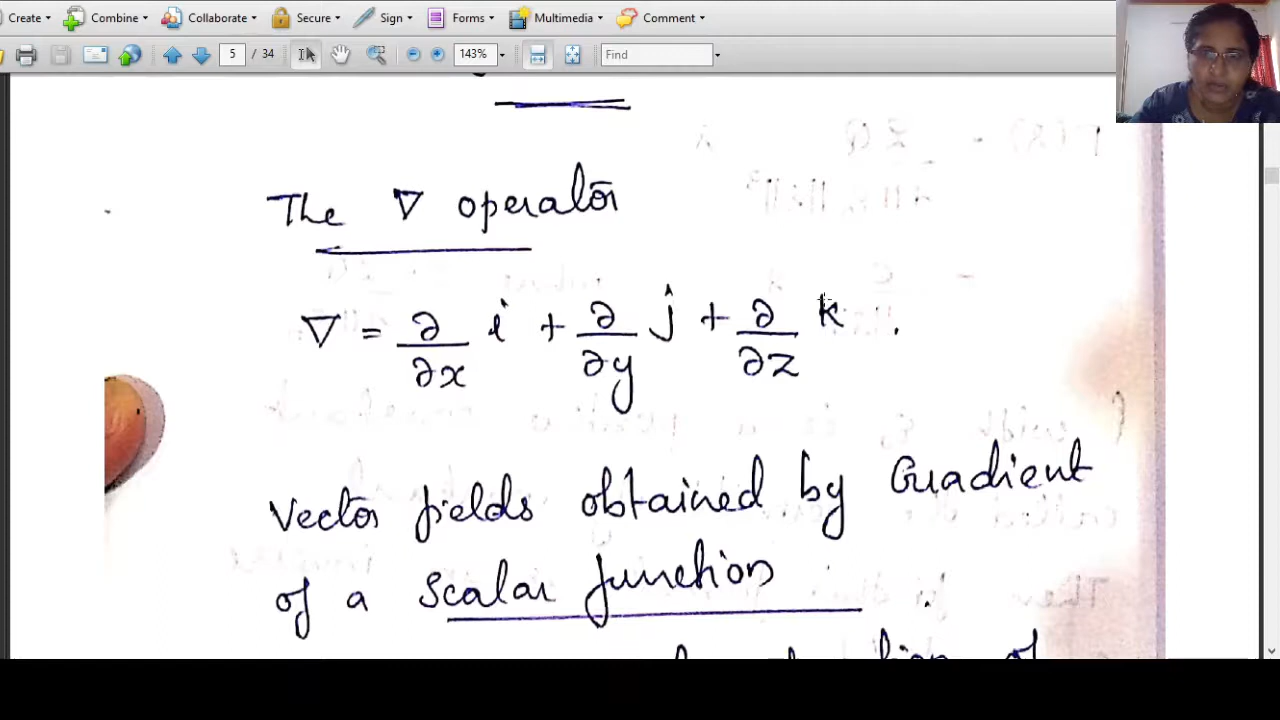 Create Combine Collaborate Secure Sign Forms Multimedia Comment
5 / 34 143% Find
The ∇ operator
∇ = ∂/∂x i + ∂/∂y j + ∂/∂z k .
Vector fields obtained by Gradient
of a scalar function